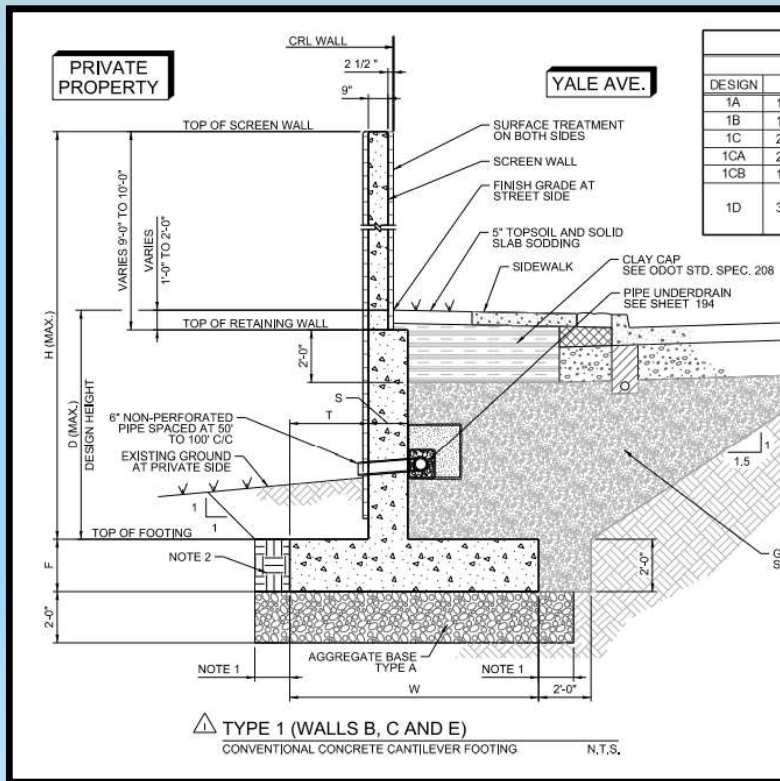 CRL WALL
PRIVATE
PROPERTY
2 1/2 "
9"
YALE AVE.
DESIGN
1A
1B
1C
1CA
1CB
1D
TOP OF SCREEN WALL
SURFACE TREATMENT
ON BOTH SIDES
SCREEN WALL
FINISH GRADE AT
STREET SIDE
5" TOPSOIL AND SOLID
SLAB SODDING
SIDEWALK
CLAY CAP
SEE ODOT STD. SPEC. 208
PIPE UNDERDRAIN
SEE SHEET 194
VARIES 9'-0" TO 10'-0"
VARIES
1'-0" TO 2'-0"
TOP OF RETAINING WALL
H (MAX.)
D (MAX.)
DESIGN HEIGHT
2'-0"
T
S
6" NON-PERFORATED
PIPE SPACED AT 50'
TO 100' C/C
EXISTING GROUND
AT PRIVATE SIDE
1
1
1
1.5
TOP OF FOOTING
NOTE 2
F
2'-0"
2'-0"
AGGREGATE BASE
TYPE A
NOTE 1
NOTE 1
W
2'-0"
1 TYPE 1 (WALLS B, C AND E)
CONVENTIONAL CONCRETE CANTILEVER FOOTING N.T.S.